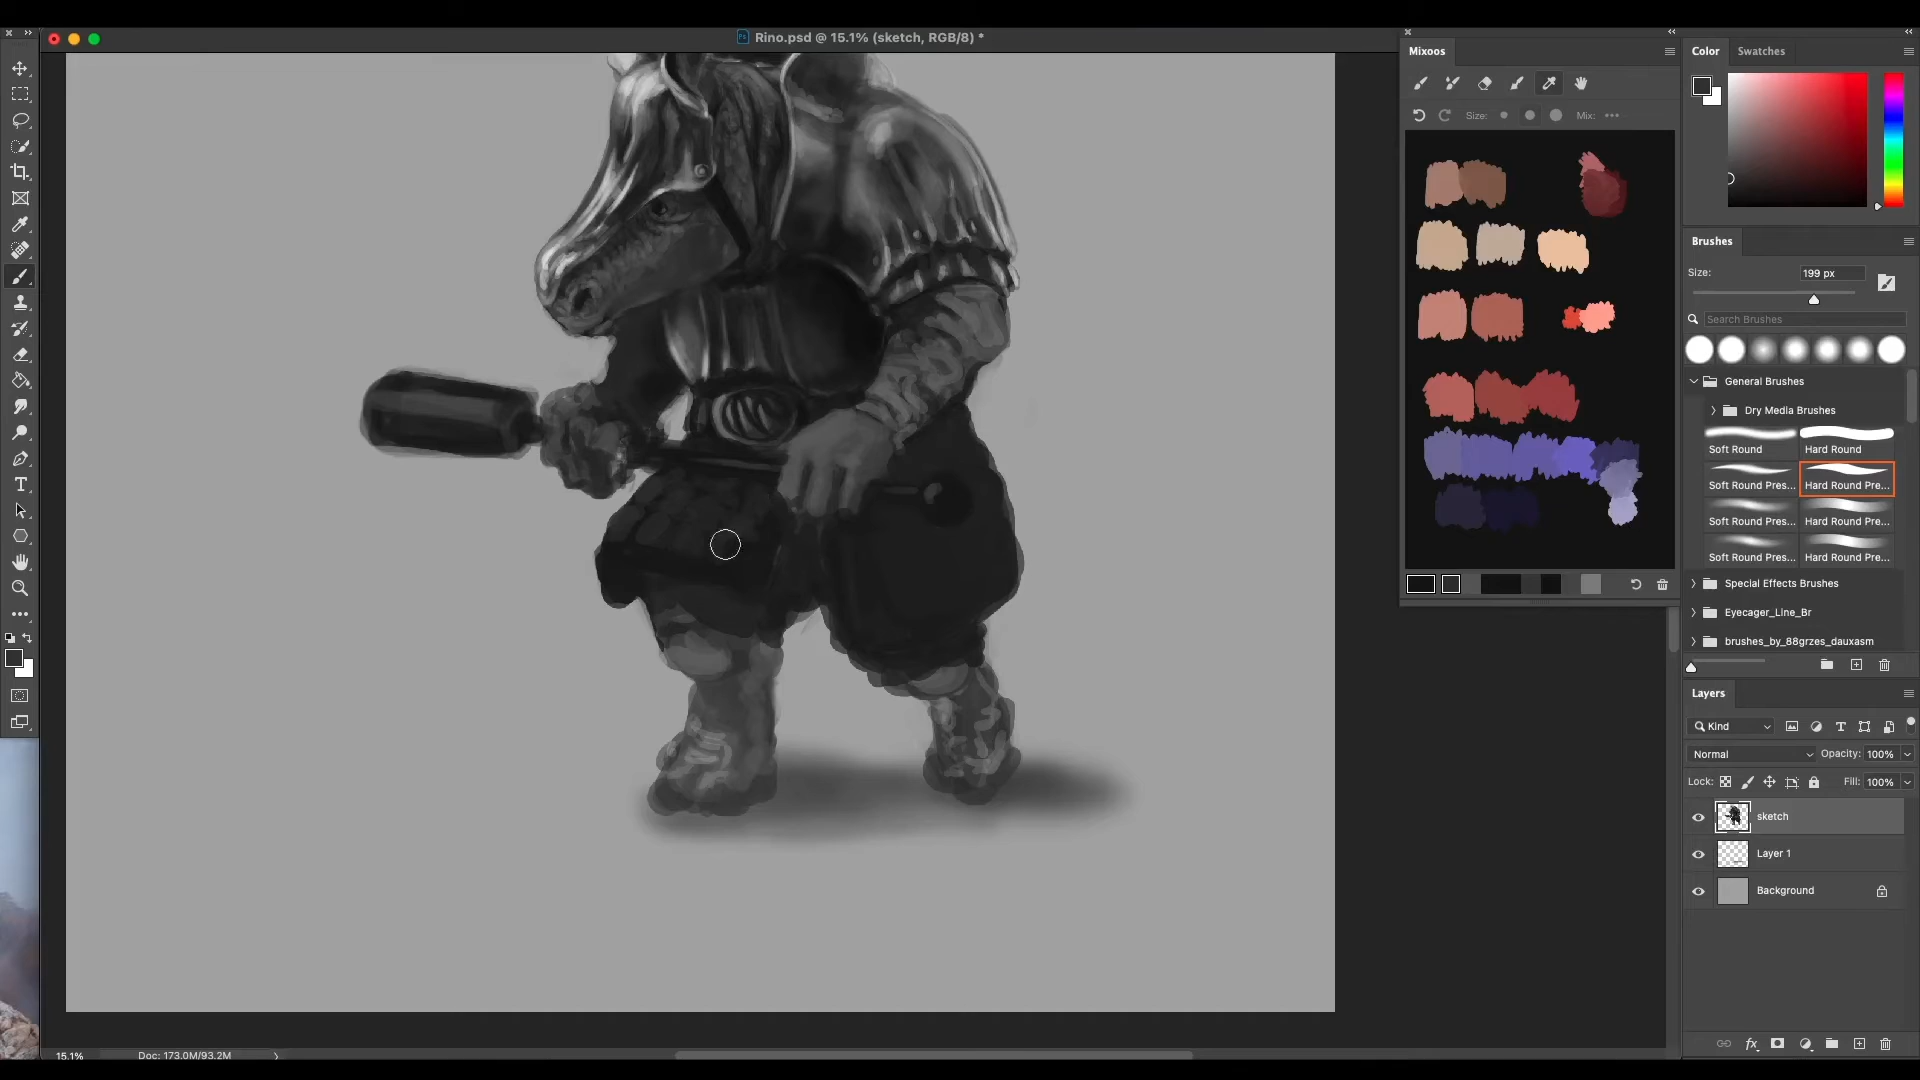 Rino.psd @ 15.1% (sketch, RGB/8) *
Mixoos
Size:
Mix:
Color
Swatches
Brushes
Size:
199 px
Search Brushes
General Brushes
Dry Media Brushes
Soft Round
Hard Round
Soft Round Pres...
Hard Round Pre...
Soft Round Pres...
Hard Round Pre...
Soft Round Pres...
Hard Round Pre...
Special Effects Brushes
Eyecager_Line_Br
brushes_by_88grzes_dauxasm
Layers
Kind
Normal
Opacity: 100%
Lock:
Fill: 100%
sketch
Layer 1
Background
15.1%
Doc: 173.0M/93.2M